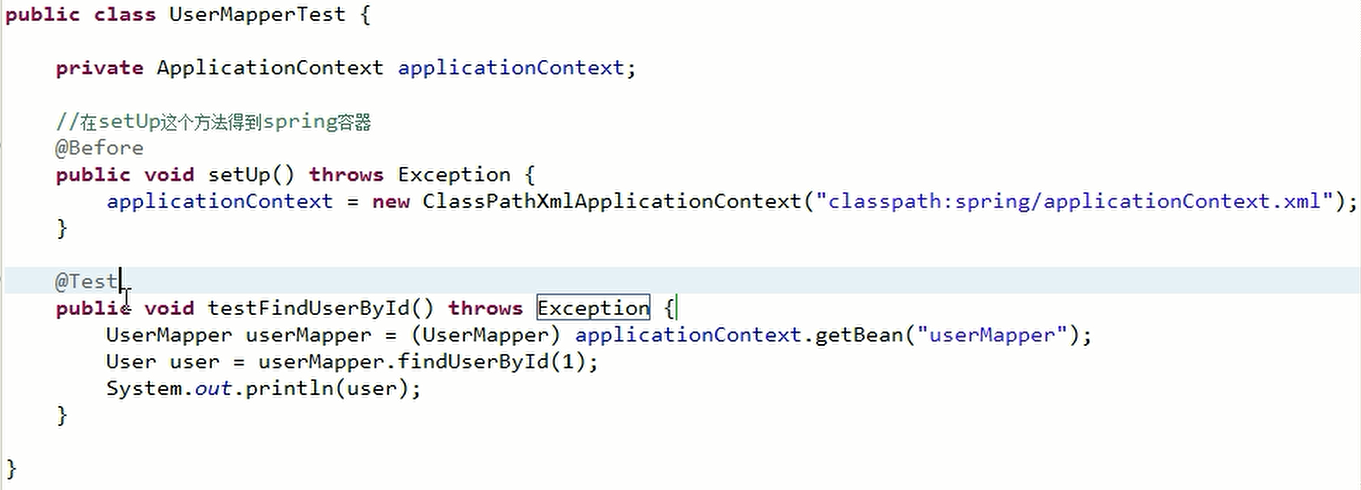 public class UserMapperTest {
private ApplicationContext applicationContext;
//在setUp这个方法得到spring容器
@Before
public void setUp() throws Exception {
applicationContext = new ClassPathXmlApplicationContext("classpath:spring/applicationContext.xml");
}
@Test
public void testFindUserById() throws Exception {
UserMapper userMapper = (UserMapper) applicationContext.getBean("userMapper");
User user = userMapper.findUserById(1);
System.out.println(user);
}
}